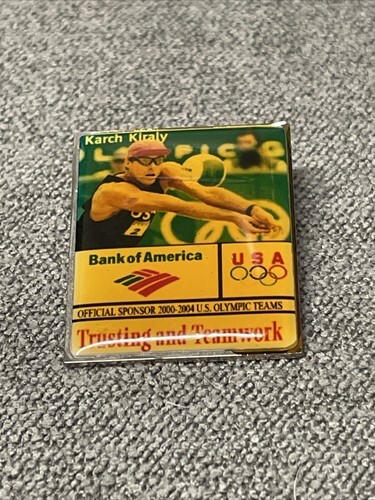 Karch Kiraly
Bank of America
USA
OFFICIAL SPONSOR 2000-2004 U.S. OLYMPIC TEAMS
Trusting and Teamwork